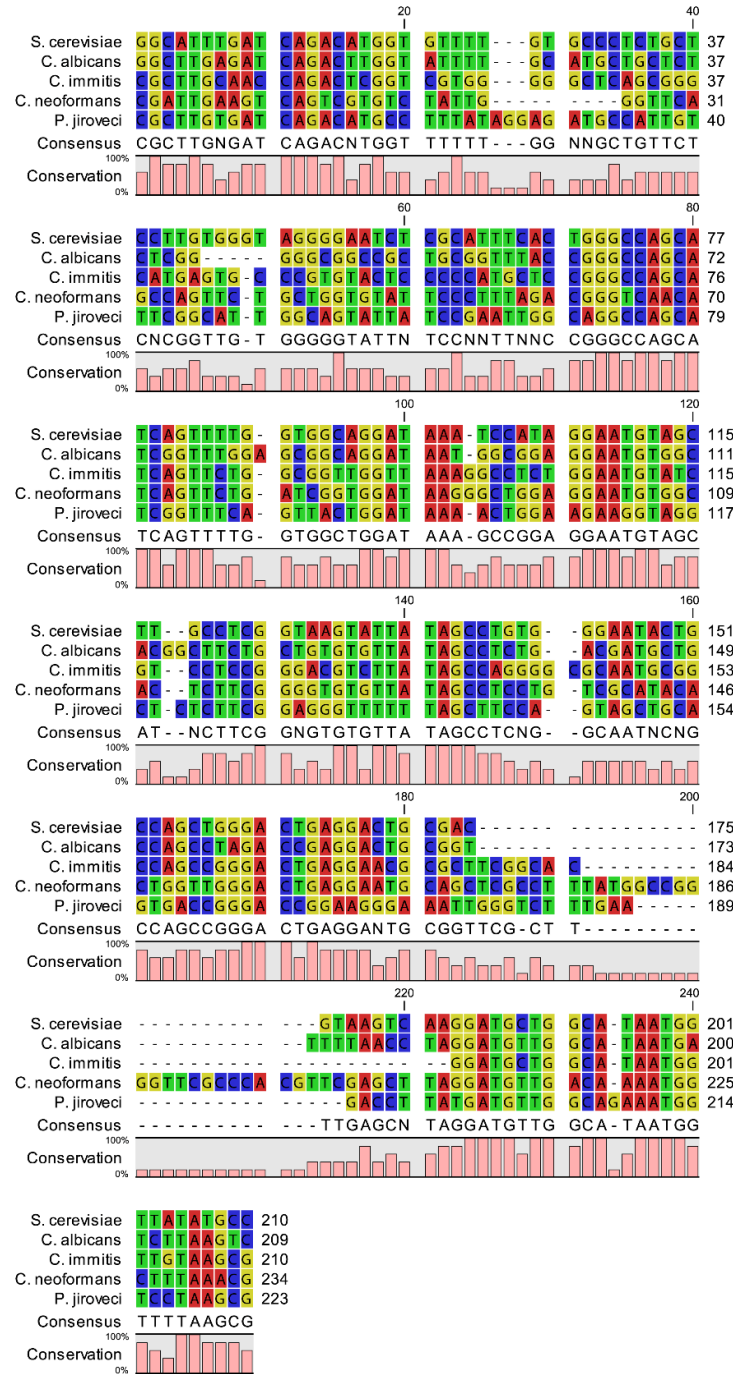 20 40
S. cerevisiae GGCATTTGAT CAGACATGGT GTTTT---GT GCCCTCTGCT 37
C. albicans GGCTTGAGAT CAGACTTGGT ATTTT---GC ATGCTGCTCT 37
C. immitis CGCTTGCAAC CAGACTCGGT CGTGG---GG GCTCAGCGGG 37
C. neoformans CGATTGAAGT CAGTCGTGTC TATTG----- ----GGTTCA 31
P. jiroveci CGCTTGTGAT CAGACATGCC TTTATAGGAG ATGCCATTGT 40
Consensus CGCTTGNGAT CAGACNTGGT TTTTT---GG NNGCTGTTCT
100%
Conservation
0%
60 80
S. cerevisiae CCTTGTGGGT AGGGGAATCT CGCATTTCAC TGGGCCAGCA 77
C. albicans CTCGG----- GGGCGGCCGC TGCGGTTTAC CGGGCCAGCA 72
C. immitis CATGAGTG-C CCGTGTACTC CCCCATGCTC CGGGCCAGCA 76
C. neoformans GCCAGTTC-T GCTGGTGTAT TCCCTTTAGA CGGGTCAACA 70
P. jiroveci TTCGGCAT-T GGCAGTATTA TCCGAATTGG CAGGCCAGCA 79
Consensus CNCGGTTG-T GGGGGTATTN TCCNNTTNNC CGGGCCAGCA
100%
Conservation
0%
100 120
S. cerevisiae TCAGTTTTG- GTGGCAGGAT AAA-TCCATA GGAATGTAGC 115
C. albicans TCGGTTTGGA GCGGCAGGAT AAT-GGCGGA GGAATGTGGC 111
C. immitis TCAGTTCTG- GCGGTTGGTT AAAGGCCTCT GGAATGTATC 115
C. neoformans TCAGTTCTG- ATCGGTGGAT AAGGGCTGGA GGAATGTGGC 109
P. jiroveci TCGGTTTCA- GTTACTGGAT AAA-ACTGGA AGAAGGTAGC 117
Consensus TCAGTTTTG- GTGGCTGGAT AAA-GCCGGA GGAATGTAGC
100%
Conservation
0%
140 160
S. cerevisiae TT--GCCTCG GTAAGTATTA TAGCCTGTG- -GGAATACTG 151
C. albicans ACGGCTTCTG CTGTGTGTTA TAGCCTCTG- -ACGATGCTG 149
C. immitis GT--CCTCCG GGACGTCTTA TAGCCAGGGG CGCAATGCGG 153
C. neoformans AC--TCTTCG GGGTGTGTTA TAGCCTCCTG -TCGCATACA 146
P. jiroveci CT-CTCTTCG GAGGGTTTTT TAGCTTCCA- -GTAGCTGCA 154
Consensus AT--NCTTCG GNGTGTGTTA TAGCCTCNG- -GCAATNCNG
100%
Conservation
0%
180 200
S. cerevisiae CCAGCTGGGA CTGAGGACTG CGAC------ ---------- 175
C. albicans CCAGCCTAGA CCGAGGACTG CGGT------ ---------- 173
C. immitis CCAGCCGGGA CTGAGGAACG CGCTTCGGCA C--------- 184
C. neoformans CTGGTTGGGA CTGAGGAATG CAGCTCGCCT TTATGGCCGG 186
P. jiroveci GTGACCGGGA CCGGAAGGGA AATTGGGTCT TTGAA----- 189
Consensus CCAGCCGGGA CTGAGGANTG CGGTTCG-CT T---------
100%
Conservation
0%
220 240
S. cerevisiae ---------- ---GTAAGTC AAGGATGCTG GCA-TAATGG 201
C. albicans ---------- --TTTTAACC TAGGATGTTG GCA-TAATGA 200
C. immitis ---------- ---------- --GGATGCTG GCA-TAATGG 201
C. neoformans GGTTCGCCCA CGTTCGAGCT TAGGATGTTG ACA-AAATGG 225
P. jiroveci ---------- -----GACCT TATGATGTTG GCAGAAATGG 214
Consensus ---------- ---TTGAGCN TAGGATGTTG GCA-TAATGG
100%
Conservation
0%
S. cerevisiae TTATATGCC 210
C. albicans TCTTAAGTC 209
C. immitis TTGTAAGCG 210
C. neoformans CTTTAAACG 234
P. jiroveci TCCTAAGCG 223
Consensus TTTTAAGCG
100%
Conservation
0%